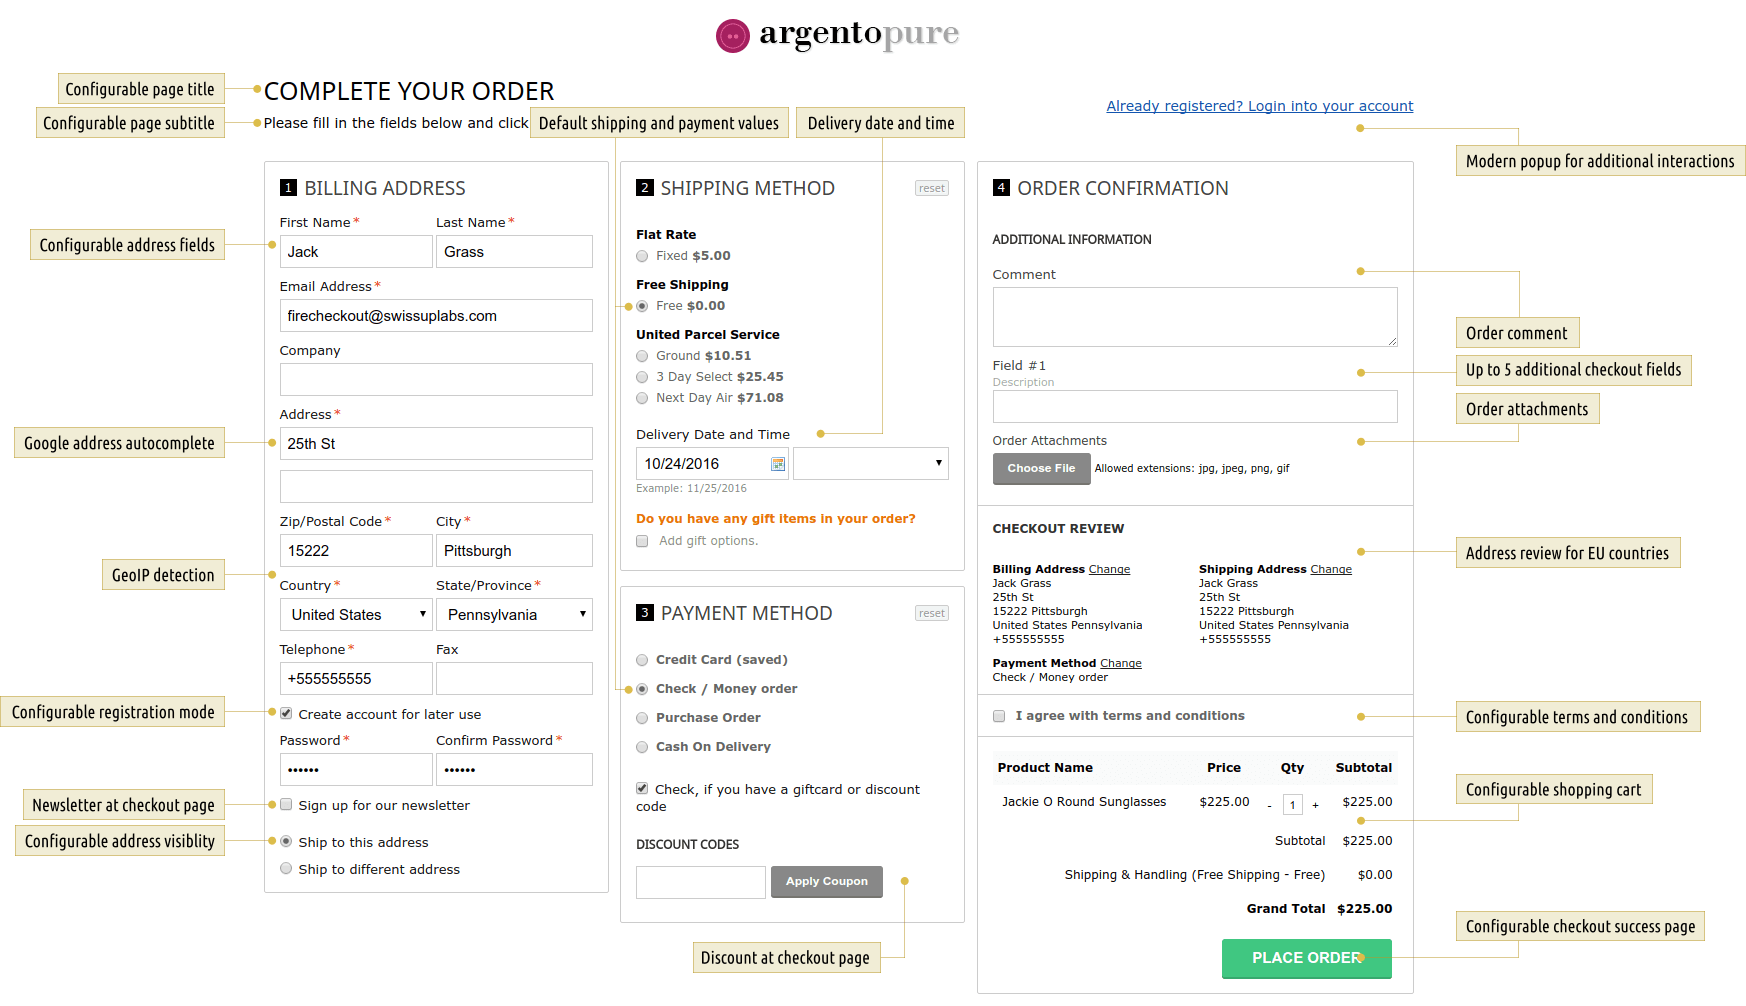 argentopure
Configurable page title
COMPLETE YOUR ORDER
Already registered? Login into your account
Configurable page subtitle
Please fill in the fields below and click
Default shipping and payment values
Delivery date and time
Modern popup for additional interactions
1 BILLING ADDRESS
First Name *
Last Name *
Configurable address fields
Jack
Grass
Email Address *
firecheckout@swissuplabs.com
Company
Address *
Google address autocomplete
25th St
Zip/Postal Code *
City *
15222
Pittsburgh
GeoIP detection
Country *
State/Province *
United States
Pennsylvania
Telephone *
Fax
+555555555
Configurable registration mode
Create account for later use
Password *
Confirm Password *
••••••
••••••
Newsletter at checkout page
Sign up for our newsletter
Configurable address visiblity
Ship to this address
Ship to different address
2 SHIPPING METHOD
reset
Flat Rate
Fixed $5.00
Free Shipping
Free $0.00
United Parcel Service
Ground $10.51
3 Day Select $25.45
Next Day Air $71.08
Delivery Date and Time
10/24/2016
Example: 11/25/2016
Do you have any gift items in your order?
Add gift options.
3 PAYMENT METHOD
reset
Credit Card (saved)
Check / Money order
Purchase Order
Cash On Delivery
Check, if you have a giftcard or discount
code
DISCOUNT CODES
Apply Coupon
Discount at checkout page
4 ORDER CONFIRMATION
ADDITIONAL INFORMATION
Comment
Order comment
Field #1
Description
Up to 5 additional checkout fields
Order attachments
Order Attachments
Choose File
Allowed extensions: jpg, jpeg, png, gif
CHECKOUT REVIEW
Address review for EU countries
Billing Address Change
Jack Grass
25th St
15222 Pittsburgh
United States Pennsylvania
+555555555
Shipping Address Change
Jack Grass
25th St
15222 Pittsburgh
United States Pennsylvania
+555555555
Payment Method Change
Check / Money order
I agree with terms and conditions
Configurable terms and conditions
Product Name Price Qty Subtotal
Jackie O Round Sunglasses $225.00 - 1 + $225.00
Configurable shopping cart
Subtotal $225.00
Shipping & Handling (Free Shipping - Free) $0.00
Grand Total $225.00
Configurable checkout success page
PLACE ORDER